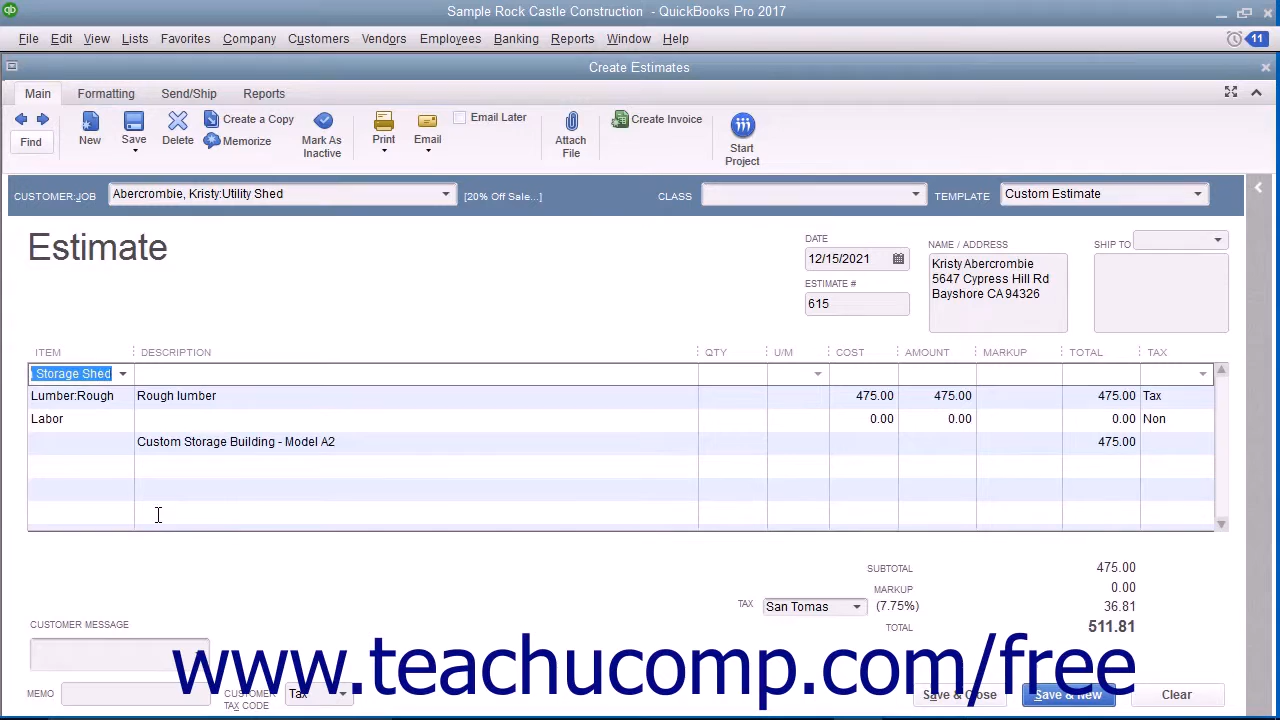 qb Sample Rock Castle Construction - QuickBooks Pro 2017
File Edit View Lists Favorites Company Customers Vendors Employees Banking Reports Window Help 11
Create Estimates
Main Formatting Send/Ship Reports
Find New Save Delete Create a Copy Memorize Mark As Inactive Print Email Email Later Attach File Create Invoice Start Project
CUSTOMER:JOB Abercrombie, Kristy:Utility Shed [20% Off Sale...] CLASS TEMPLATE Custom Estimate
Estimate
DATE
12/15/2021
ESTIMATE #
615
NAME / ADDRESS
Kristy Abercrombie
5647 Cypress Hill Rd
Bayshore CA 94326
SHIP TO
ITEM DESCRIPTION QTY U/M COST AMOUNT MARKUP TOTAL TAX
Storage Shed
Lumber:Rough Rough lumber 475.00 475.00 475.00 Tax
Labor 0.00 0.00 0.00 Non
Custom Storage Building - Model A2 475.00
SUBTOTAL 475.00
MARKUP 0.00
TAX San Tomas (7.75%) 36.81
TOTAL 511.81
CUSTOMER MESSAGE
www.teachucomp.com/free
MEMO CUSTOMER TAX CODE Tax Save & Close Save & New Clear